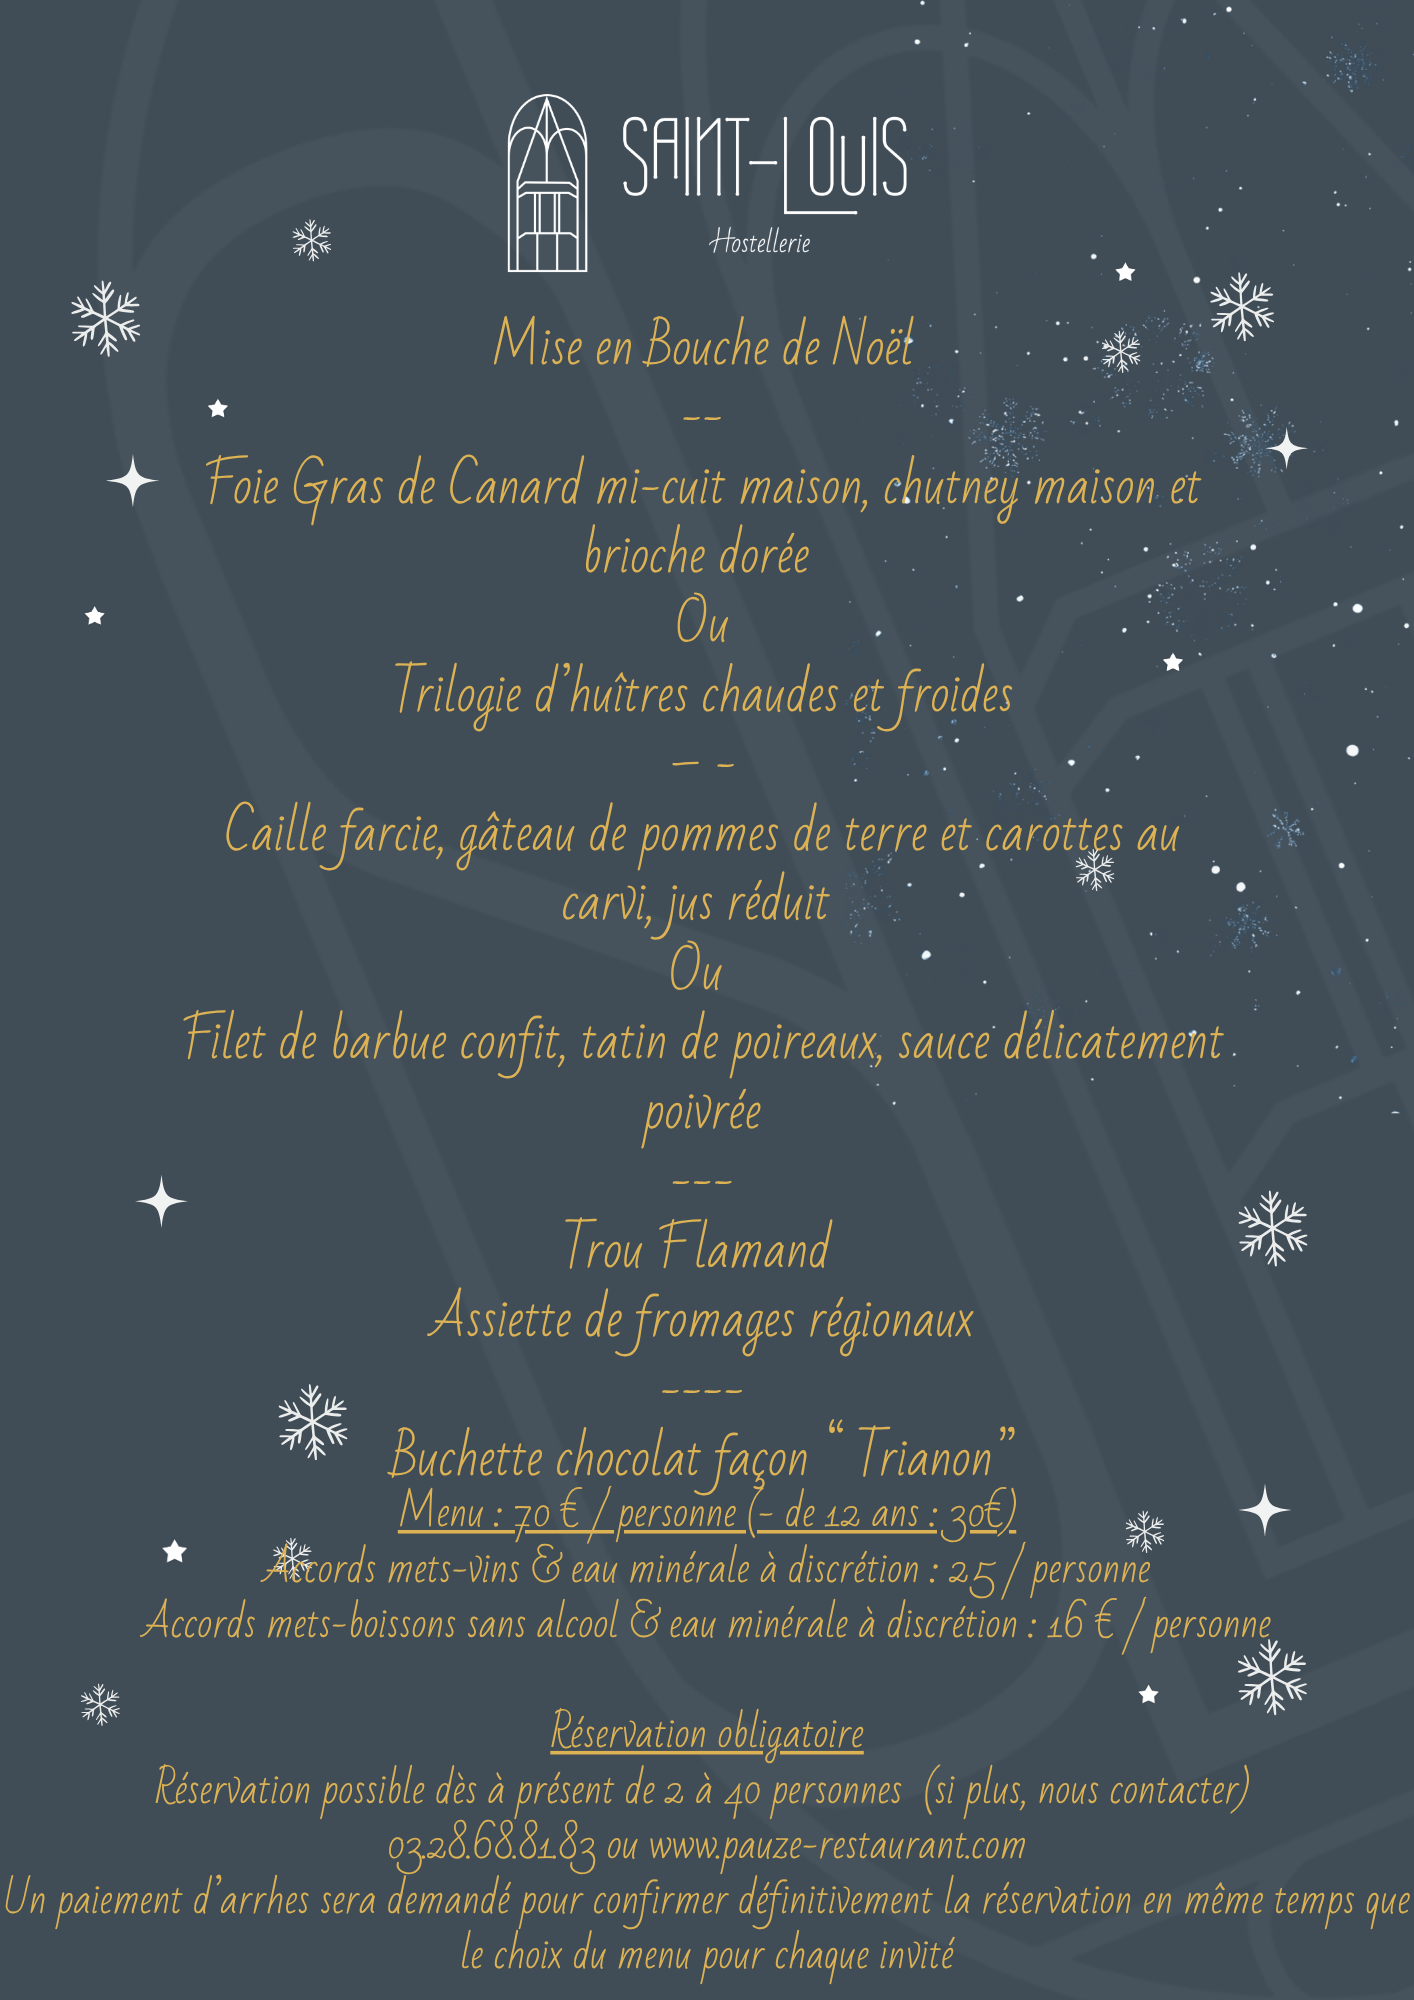 SAINT-LOUIS
Hostellerie
Mise en Bouche de Noël
--
Foie Gras de Canard mi-cuit maison, chutney maison et
brioche dorée
Ou
Trilogie d’huîtres chaudes et froides
— -
Caille farcie, gâteau de pommes de terre et carottes au
carvi, jus réduit
Ou
Filet de barbue confit, tatin de poireaux, sauce délicatement
poivrée
---
Trou Flamand
Assiette de fromages régionaux
----
Buchette chocolat façon “ Trianon”
Menu : 70 € / personne (- de 12 ans : 30€)
Accords mets-vins & eau minérale à discrétion : 25 / personne
Accords mets-boissons sans alcool & eau minérale à discrétion : 16 € / personne
Réservation obligatoire
Réservation possible dès à présent de 2 à 40 personnes (si plus, nous contacter)
03.28.68.81.83 ou www.pauze-restaurant.com
Un paiement d’arrhes sera demandé pour confirmer définitivement la réservation en même temps que
le choix du menu pour chaque invité